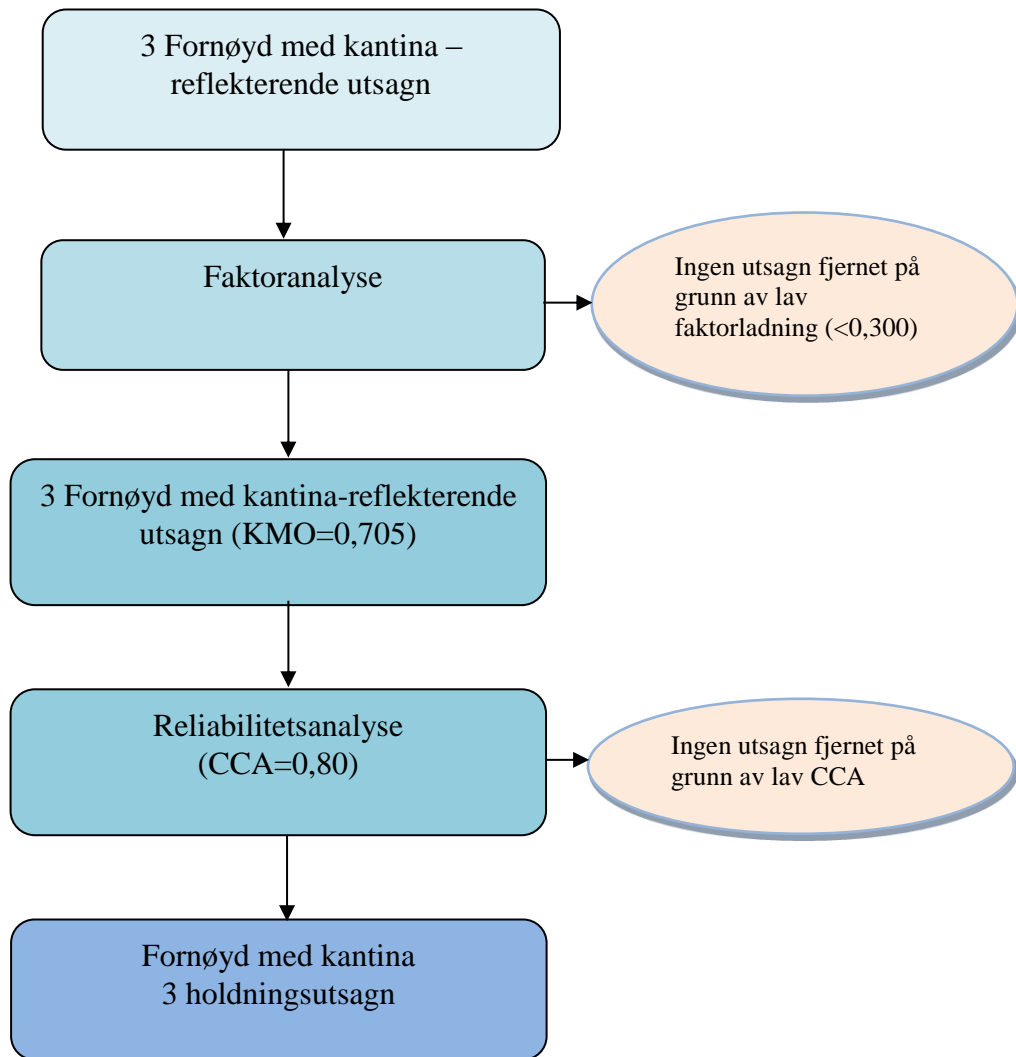 3 Fornøyd med kantina –
reflekterende utsagn
Faktoranalyse
Ingen utsagn fjernet på
grunn av lav
faktorladning (<0,300)
3 Fornøyd med kantina-reflekterende
utsagn (KMO=0,705)
Reliabilitetsanalyse
(CCA=0,80)
Ingen utsagn fjernet på
grunn av lav CCA
Fornøyd med kantina
3 holdningsutsagn